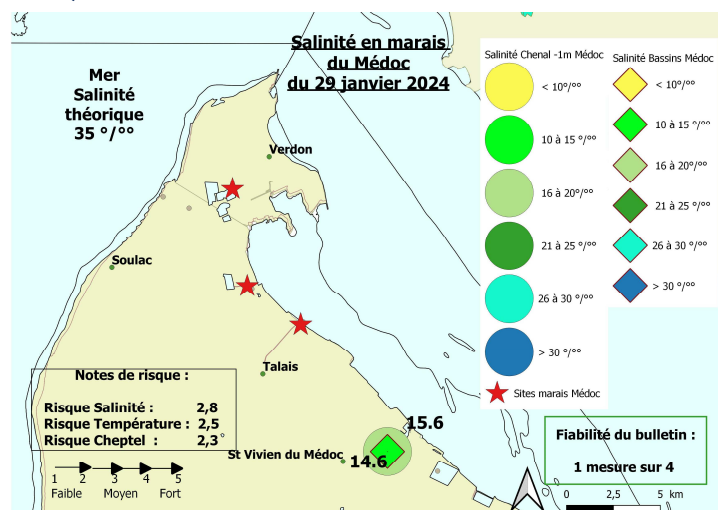 Salinité en marais
du Médoc
du 29 janvier 2024
Mer
Salinité
théorique
35 °/°°
Verdon
Soulac
Talais
St Vivien du Médoc
15.6
14.6
Salinité Chenal -1m Médoc
< 10°/°°
10 à 15 °/°°
16 à 20°/°°
21 à 25 °/°°
26 à 30 °/°°
> 30 °/°°
Sites marais Médoc
Salinité Bassins Médoc
< 10°/°°
10 à 15 °/°°
16 à 20°/°°
21 à 25 °/°°
26 à 30 °/°°
> 30 °/°°
Notes de risque :
Risque Salinité : 2,8
Risque Température : 2,5
Risque Cheptel : 2,3°
1 2 3 4 5
Faible Moyen Fort
Fiabilité du bulletin :
1 mesure sur 4
0 2,5 5 km